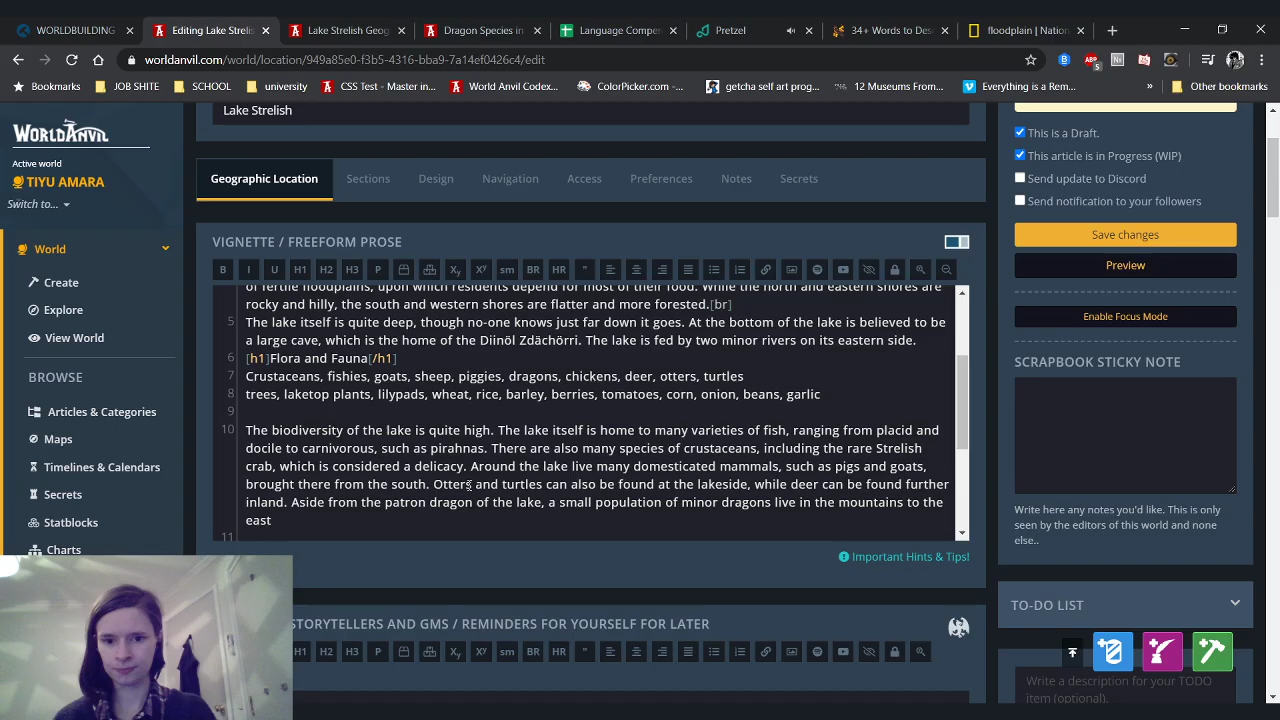 WORLDBUILDING
Editing Lake Strelis
Lake Strelish Geog
Dragon Species in
Language Compe
Pretzel
34+ Words to Des
floodplain | Nation
worldanvil.com/world/location/949a85e0-f3b5-4316-bba9-7a14ef0426c4/edit
Bookmarks
JOB SHITE
SCHOOL
university
CSS Test - Master in...
World Anvil Codex...
ColorPicker.com -...
getcha self art prog...
12 Museums From...
Everything is a Rem...
Other bookmarks
WORLDANVIL
Active world
TIYU AMARA
Switch to...
World
Create
Explore
View World
BROWSE
Articles & Categories
Maps
Timelines & Calendars
Secrets
Statblocks
Charts
Lake Strelish
Geographic Location
Sections
Design
Navigation
Access
Preferences
Notes
Secrets
VIGNETTE / FREEFORM PROSE
B I U H1 H2 H3 P Xy XY sm BR HR "
of fertile floodplains, upon which residents depend for most of their food. While the north and eastern shores are
rocky and hilly, the south and western shores are flatter and more forested.[br]
5 The lake itself is quite deep, though no-one knows just far down it goes. At the bottom of the lake is believed to be
a large cave, which is the home of the Diinöl Zdächörri. The lake is fed by two minor rivers on its eastern side.
6 [h1]Flora and Fauna[/h1]
7 Crustaceans, fishies, goats, sheep, piggies, dragons, chickens, deer, otters, turtles
8 trees, laketop plants, lilypads, wheat, rice, barley, berries, tomatoes, corn, onion, beans, garlic
9
10 The biodiversity of the lake is quite high. The lake itself is home to many varieties of fish, ranging from placid and
docile to carnivorous, such as pirahnas. There are also many species of crustaceans, including the rare Strelish
crab, which is considered a delicacy. Around the lake live many domesticated mammals, such as pigs and goats,
brought there from the south. Otters and turtles can also be found at the lakeside, while deer can be found further
inland. Aside from the patron dragon of the lake, a small population of minor dragons live in the mountains to the
east
11
Important Hints & Tips!
STORYTELLERS AND GMS / REMINDERS FOR YOURSELF FOR LATER
H1 H2 H3 P Xy XY sm BR HR "
This is a Draft.
This article is in Progress (WIP)
Send update to Discord
Send notification to your followers
Save changes
Preview
Enable Focus Mode
SCRAPBOOK STICKY NOTE
Write here any notes you'd like. This is only
seen by the editors of this world and none
else..
TO-DO LIST
Write a description for your TODO
item (optional).